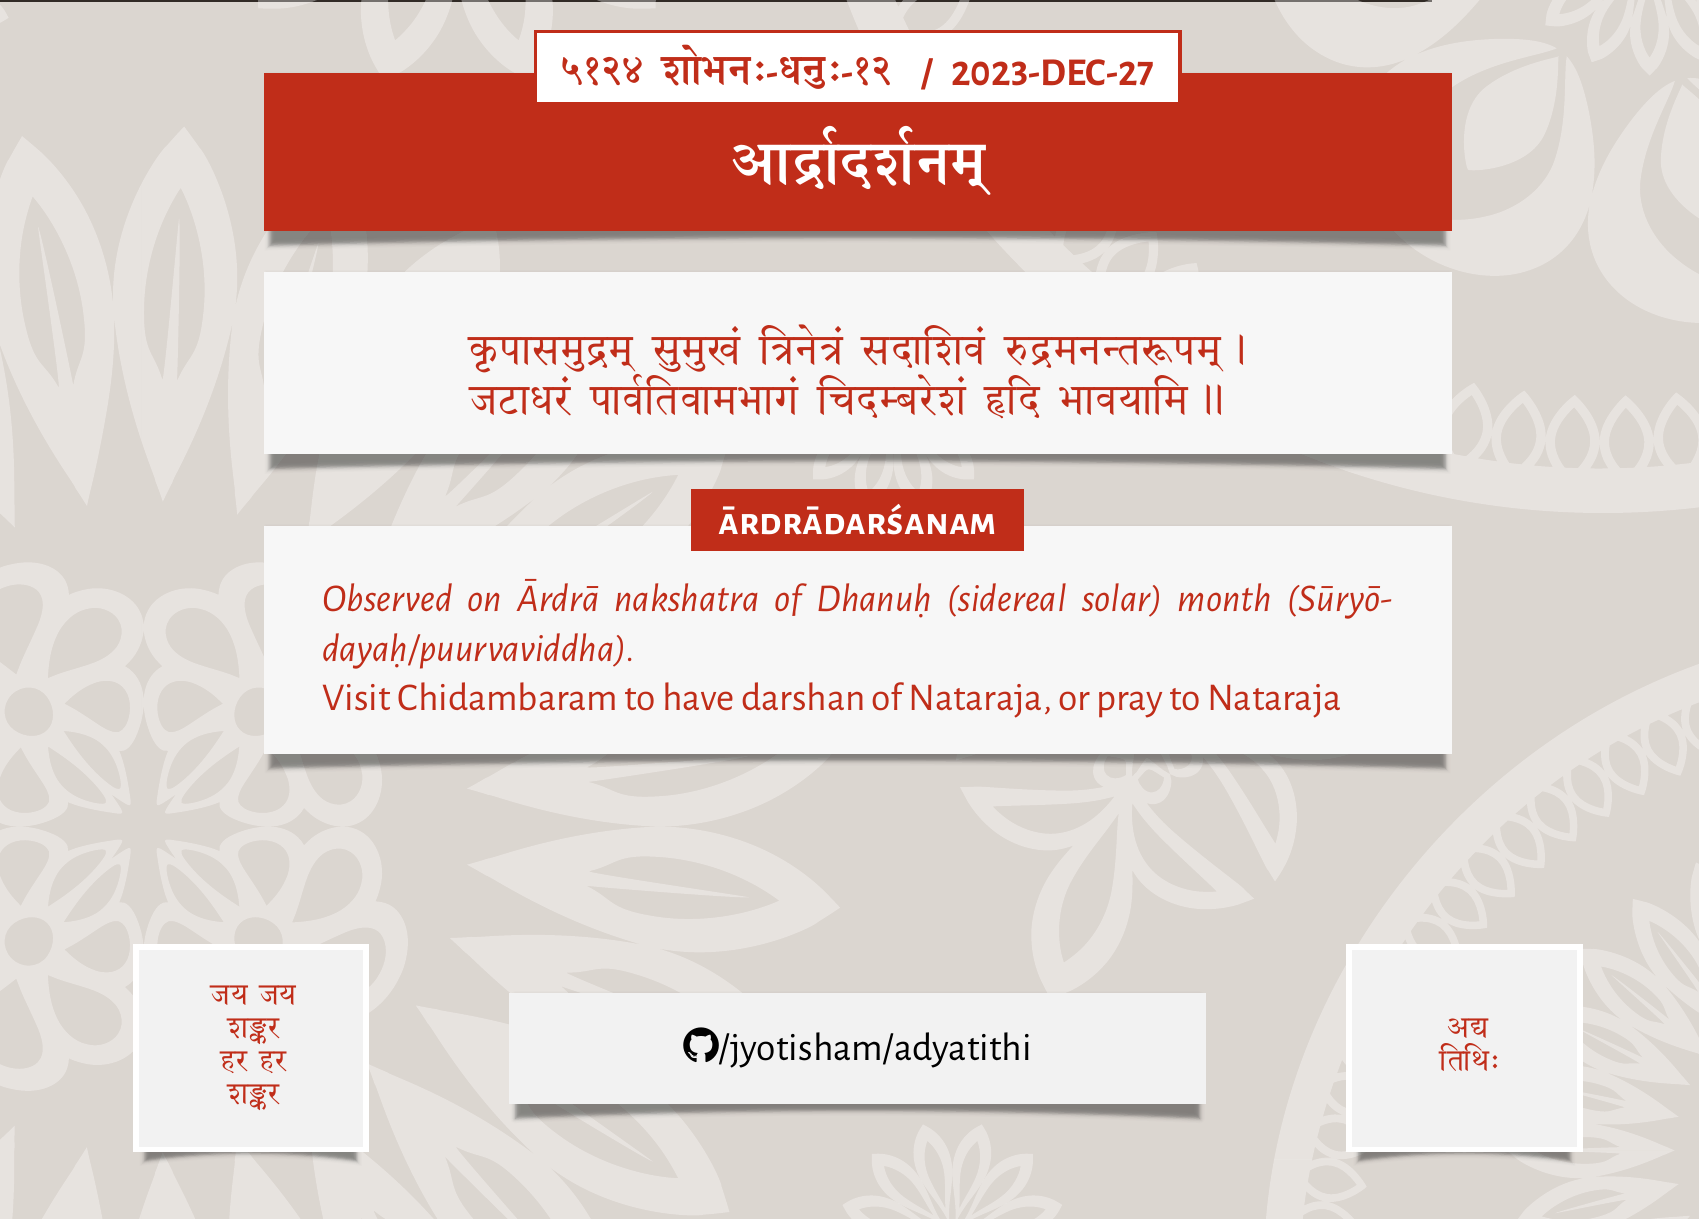 ५१२४ शोभनः-धनुः-१२ / 2023-DEC-27
आर्द्रादर्शनम्
कृपासमुद्रम् सुमुखं त्रिनेत्रं सदाशिवं रुद्रमनन्तरूपम् ।
जटाधरं पार्वतिवामभागं चिदम्बरेशं हृदि भावयामि ॥
ĀRDRĀDARŚANAM
Observed on Ārdrā nakshatra of Dhanuḥ (sidereal solar) month (Sūryō-
dayaḥ/puurvaviddha).
Visit Chidambaram to have darshan of Nataraja, or pray to Nataraja
जय जय
शङ्कर
हर हर
शङ्कर
/jyotisham/adyatithi
अद्य
तिथिः